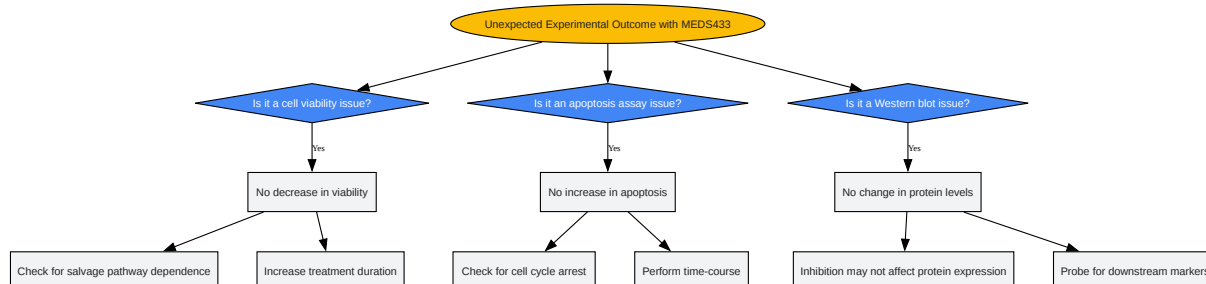 Unexpected Experimental Outcome with MEDS433
Is it a cell viability issue?
Is it an apoptosis assay issue?
Is it a Western blot issue?
Yes
Yes
Yes
No decrease in viability
No increase in apoptosis
No change in protein levels
Check for salvage pathway dependence
Increase treatment duration
Check for cell cycle arrest
Perform time-course
Inhibition may not affect protein expression
Probe for downstream markers